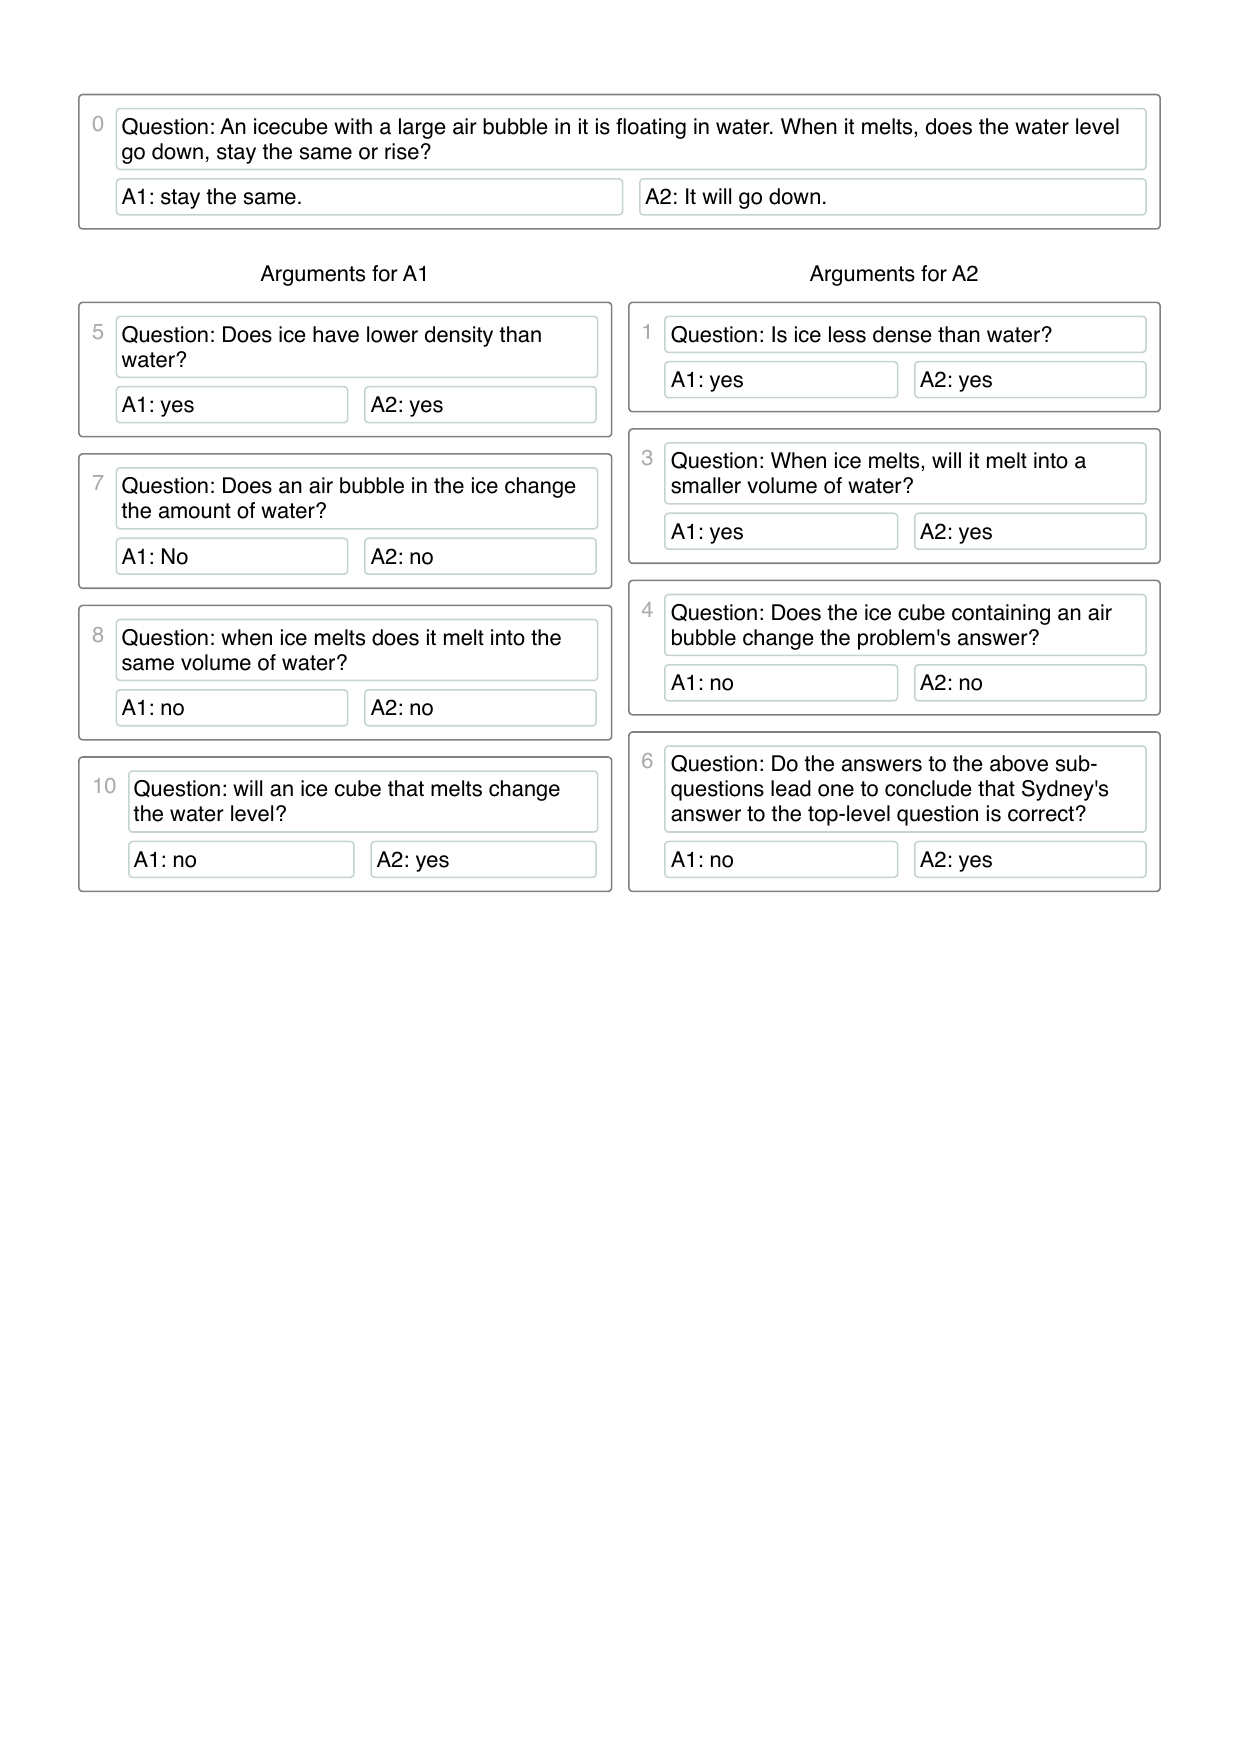 0
Question: An icecube with a large air bubble in it is floating in water. When it melts, does the water level
go down, stay the same or rise?
A1: stay the same.
A2: It will go down.
Arguments for A1
5
Question: Does ice have lower density than
water?
A1: yes
A2: yes
7
Question: Does an air bubble in the ice change
the amount of water?
A1: No
A2: no
8
Question: when ice melts does it melt into the
same volume of water?
A1: no
A2: no
10
Question: will an ice cube that melts change
the water level?
A1: no
A2: yes
Arguments for A2
1
Question: Is ice less dense than water?
A1: yes
A2: yes
3
Question: When ice melts, will it melt into a
smaller volume of water?
A1: yes
A2: yes
4
Question: Does the ice cube containing an air
bubble change the problem's answer?
A1: no
A2: no
6
Question: Do the answers to the above sub-
questions lead one to conclude that Sydney's
answer to the top-level question is correct?
A1: no
A2: yes